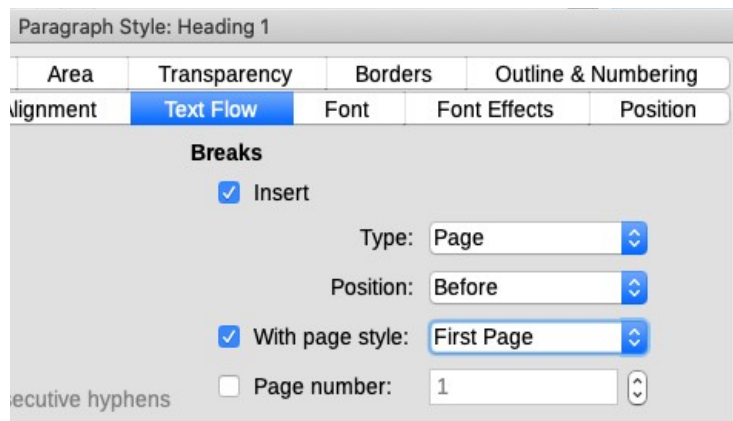 Paragraph Style: Heading 1
Area Transparency Borders Outline & Numbering
Text Flow Font Font Effects Position
Breaks
Insert
Type: Page
Position: Before
With page style: First Page
hyphens Page number: 1